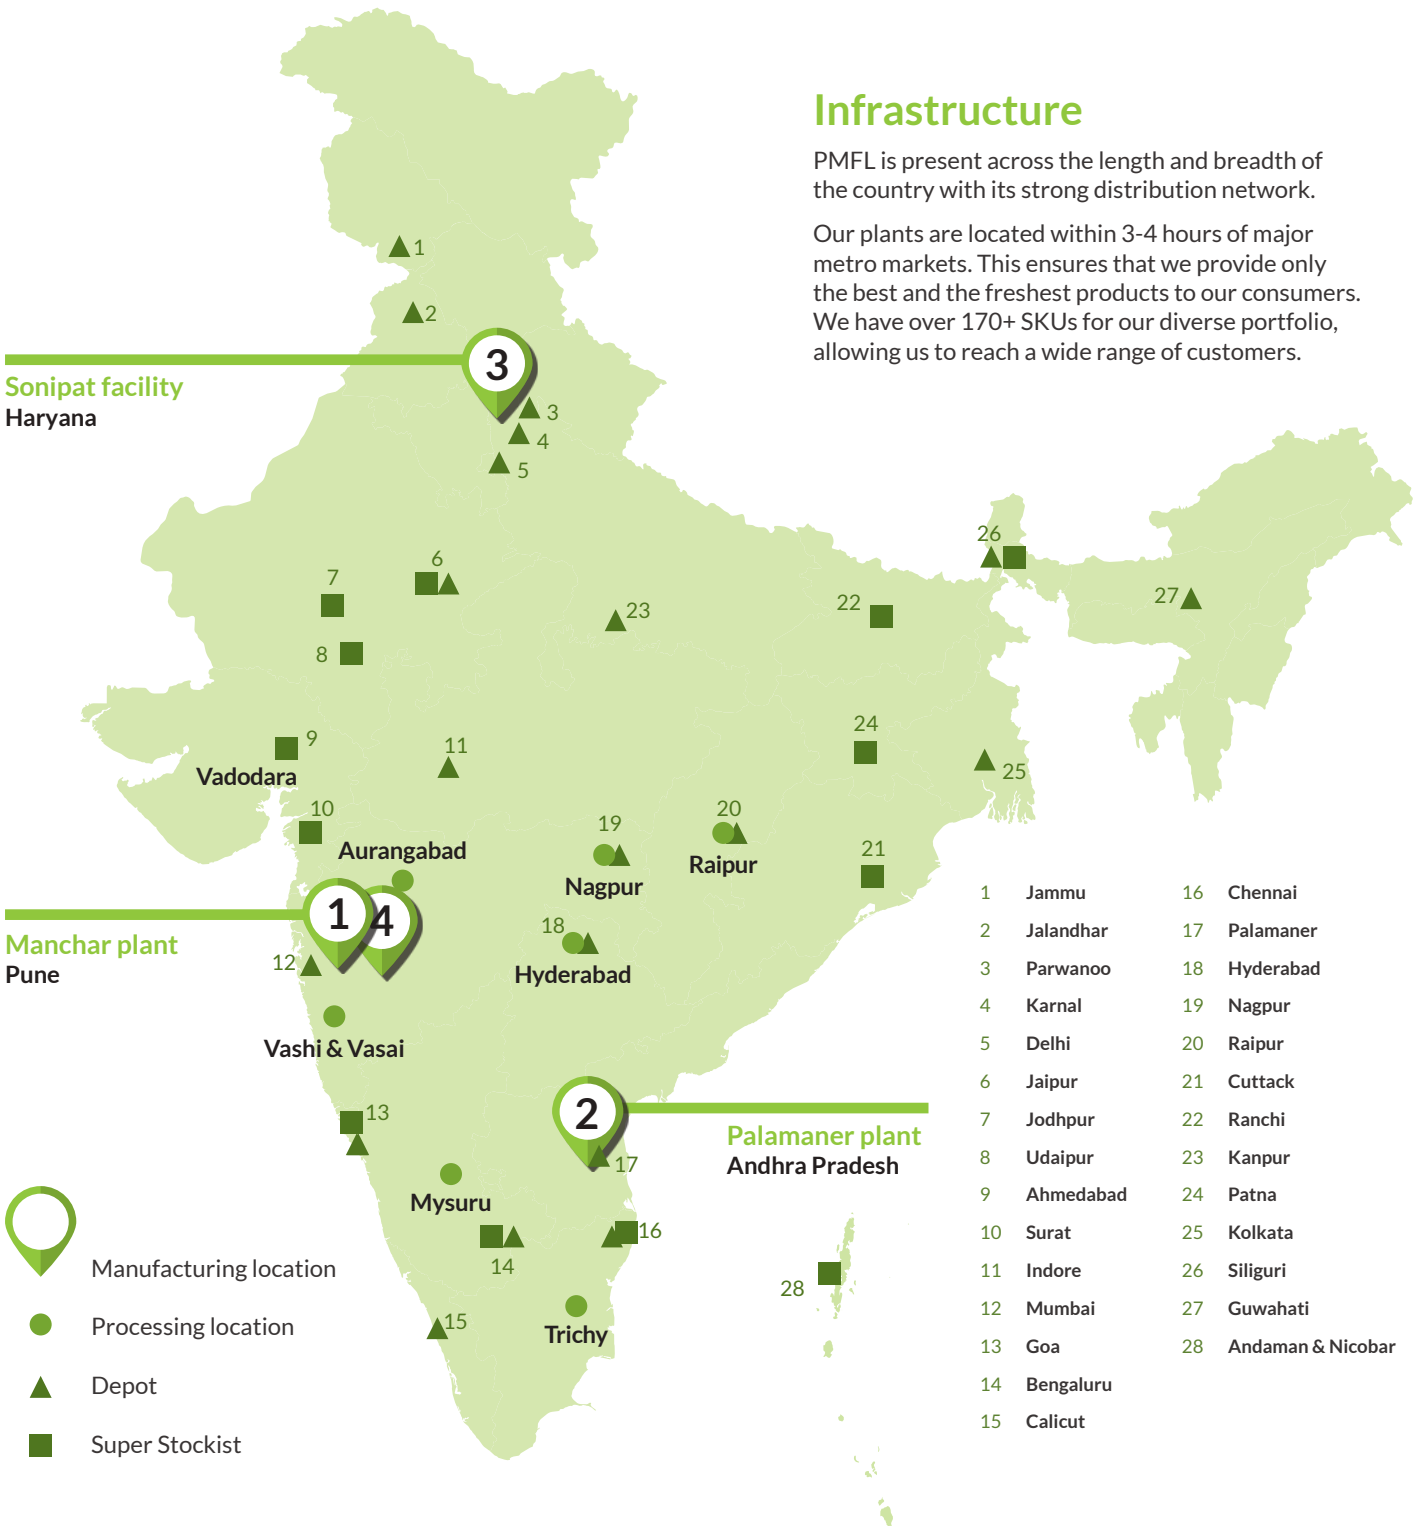 Infrastructure
PMFL is present across the length and breadth of
the country with its strong distribution network.
Our plants are located within 3-4 hours of major
metro markets. This ensures that we provide only
the best and the freshest products to our consumers.
We have over 170+ SKUs for our diverse portfolio,
allowing us to reach a wide range of customers.
1
2
3
Sonipat facility
Haryana
3
4
5
6
7
8
23
22
26
27
9
Vadodara
11
24
25
10
Aurangabad
19
Nagpur
20
Raipur
21
1
4
Manchar plant
Pune
12
18
Hyderabad
Vashi & Vasai
13
2
Palamaner plant
Andhra Pradesh
17
Mysuru
14
16
15
Trichy
28
Manufacturing location
Processing location
Depot
Super Stockist
1 Jammu
2 Jalandhar
3 Parwanoo
4 Karnal
5 Delhi
6 Jaipur
7 Jodhpur
8 Udaipur
9 Ahmedabad
10 Surat
11 Indore
12 Mumbai
13 Goa
14 Bengaluru
15 Calicut
16 Chennai
17 Palamaner
18 Hyderabad
19 Nagpur
20 Raipur
21 Cuttack
22 Ranchi
23 Kanpur
24 Patna
25 Kolkata
26 Siliguri
27 Guwahati
28 Andaman & Nicobar